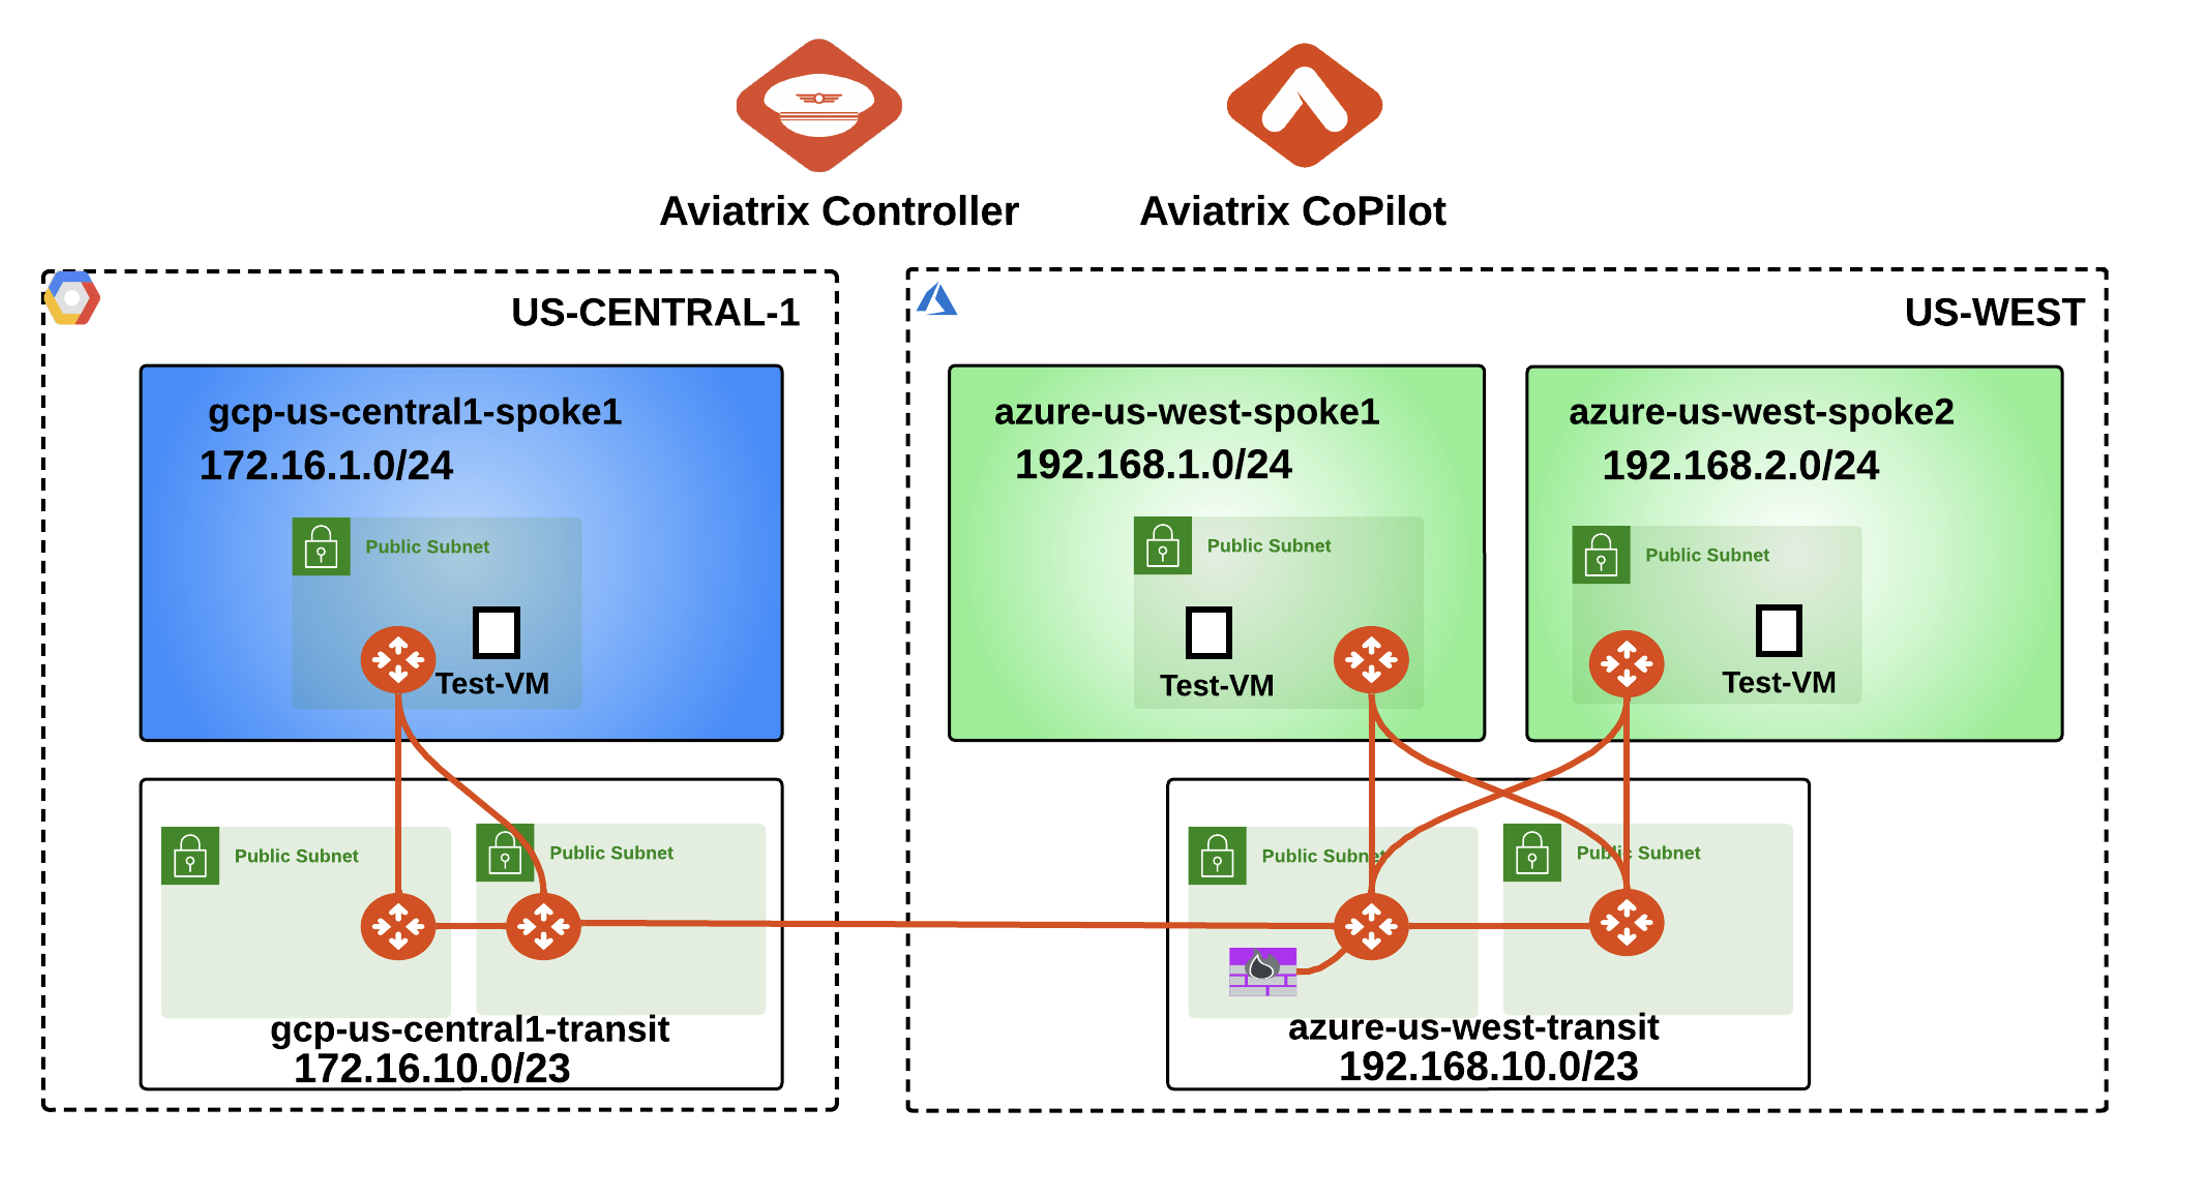 Aviatrix Controller
Aviatrix CoPilot
US-CENTRAL-1
gcp-us-central1-spoke1
172.16.1.0/24
Public Subnet
Test-VM
Public Subnet
Public Subnet
gcp-us-central1-transit
172.16.10.0/23
US-WEST
azure-us-west-spoke1
192.168.1.0/24
Public Subnet
Test-VM
azure-us-west-spoke2
192.168.2.0/24
Public Subnet
Test-VM
Public Subnet
Public Subnet
azure-us-west-transit
192.168.10.0/23